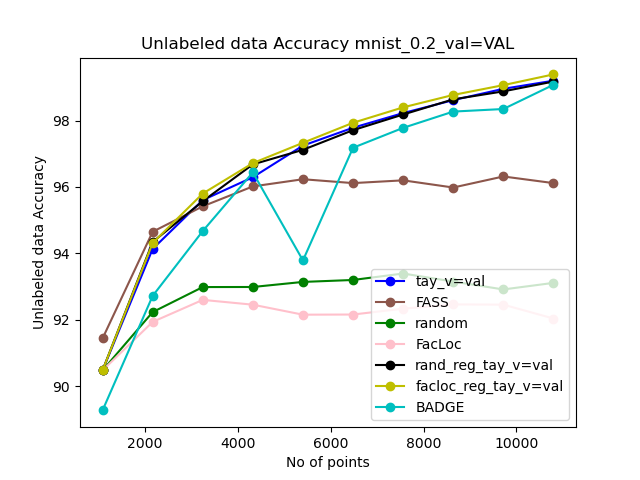 Unlabeled data Accuracy mnist_0.2_val=VAL
Unlabeled data Accuracy
98
96
94
92
90
tay_v=val
FASS
random
FacLoc
rand_reg_tay_v=val
facloc_reg_tay_v=val
BADGE
2000 4000 6000 8000 10000
No of points